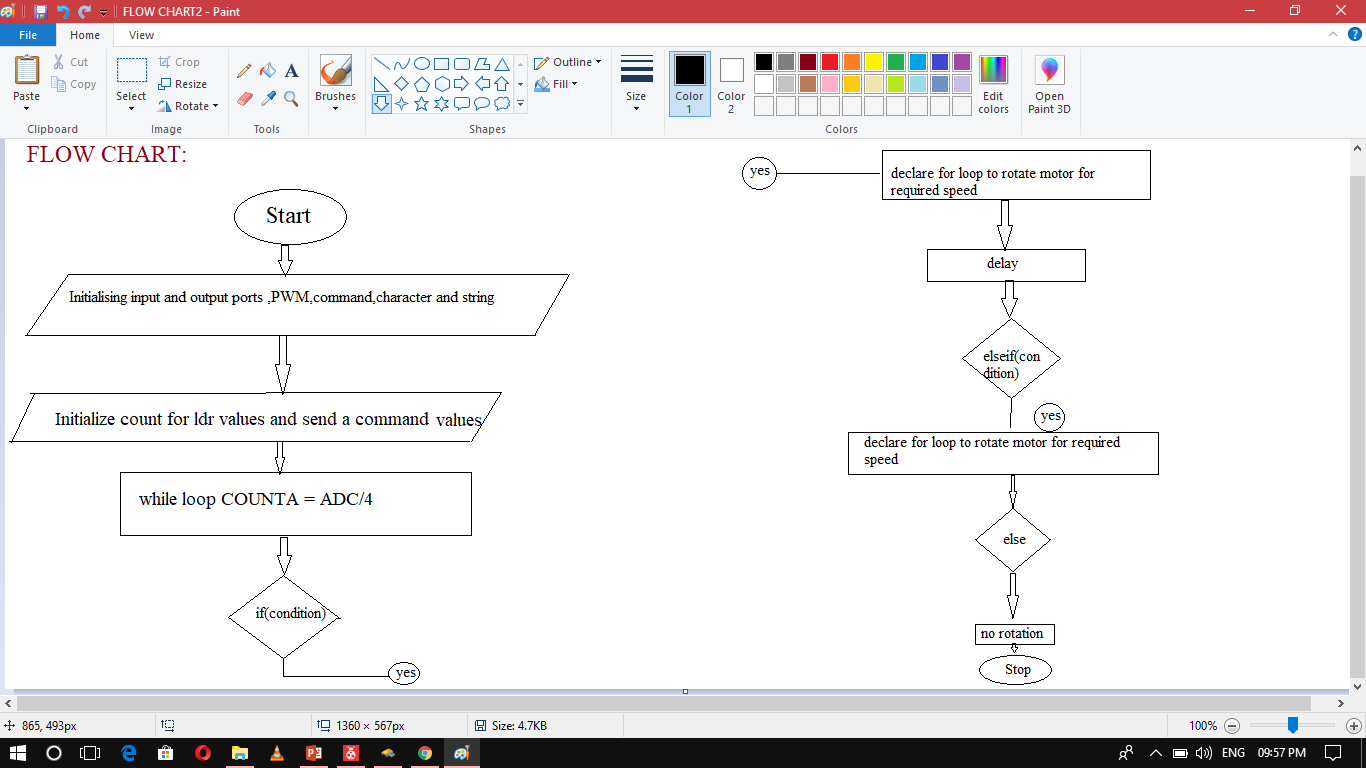 FLOW CHART2 - Paint
File
Home
View
Paste
Cut
Copy
Clipboard
Select
Crop
Resize
Rotate
Image
A
Tools
Brushes
Outline
Fill
Shapes
Size
Color
1
Color
2
Colors
Edit
colors
Open
Paint 3D
FLOW CHART:
Start
Initialising input and output ports ,PWM,command,character and string
Initialize count for ldr values and send a command values
while loop COUNTA = ADC/4
if(condition)
yes
yes
declare for loop to rotate motor for
required speed
delay
elseif(con
dition)
yes
declare for loop to rotate motor for required
speed
else
no rotation
Stop
865, 493px
1360 × 567px
Size: 4.7KB
100%
ENG
09:57 PM